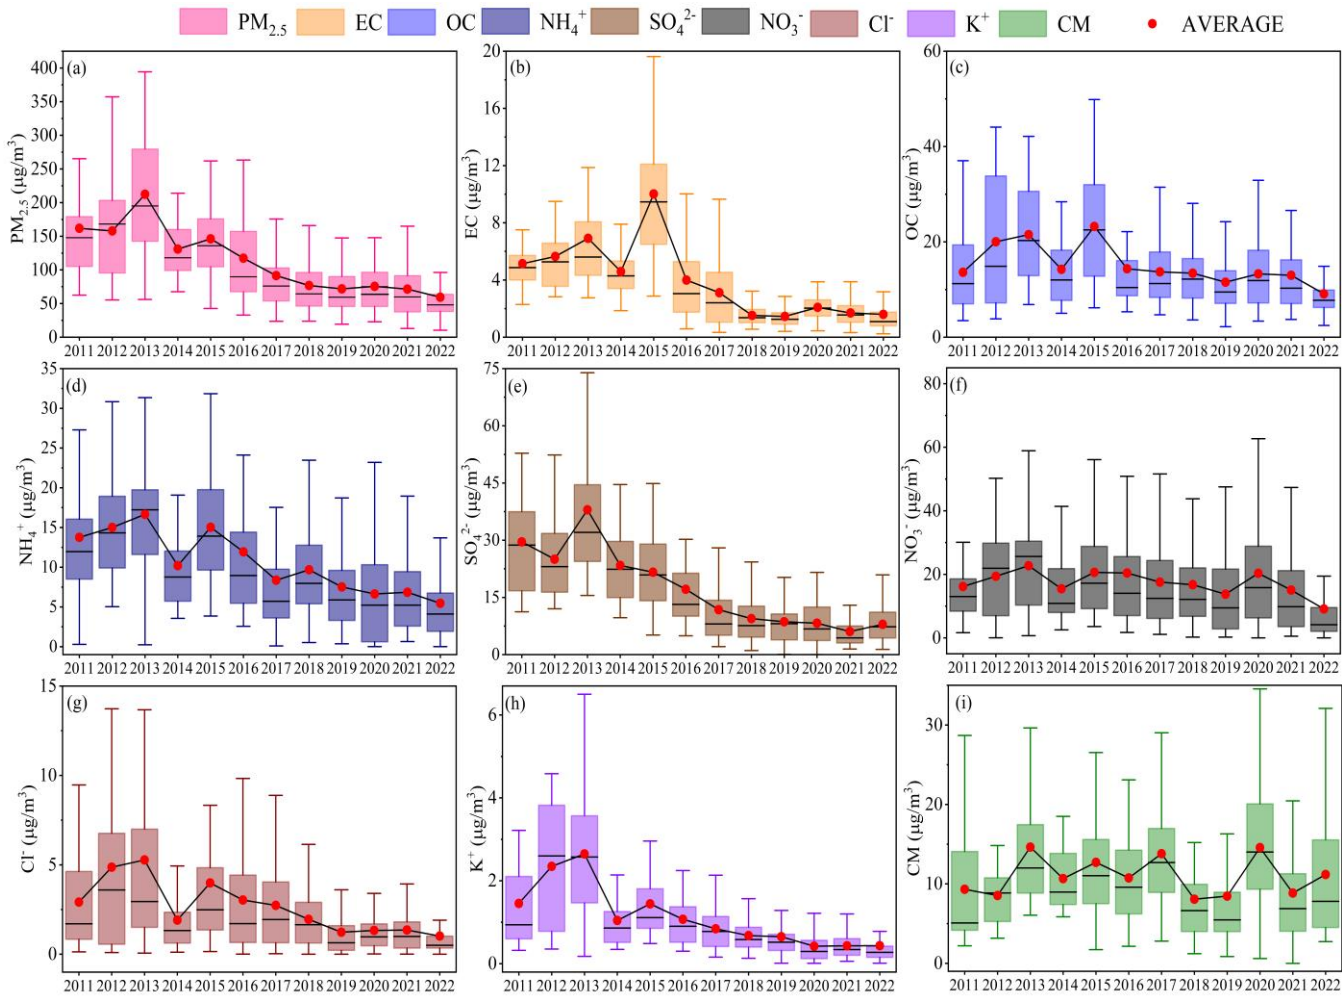 PM2.5 EC OC NH4+ SO42- NO3- Cl- K+ CM AVERAGE
(a)
PM2.5 (μg/m3)
400
350
300
250
200
150
100
50
0
2011 2012 2013 2014 2015 2016 2017 2018 2019 2020 2021 2022
(b)
EC (μg/m3)
20
16
12
8
4
0
2011 2012 2013 2014 2015 2016 2017 2018 2019 2020 2021 2022
(c)
OC (μg/m3)
60
40
20
0
2011 2012 2013 2014 2015 2016 2017 2018 2019 2020 2021 2022
(d)
NH4+ (μg/m3)
35
30
25
20
15
10
5
0
2011 2012 2013 2014 2015 2016 2017 2018 2019 2020 2021 2022
(e)
SO42- (μg/m3)
75
60
45
30
15
0
2011 2012 2013 2014 2015 2016 2017 2018 2019 2020 2021 2022
(f)
NO3- (μg/m3)
80
60
40
20
0
2011 2012 2013 2014 2015 2016 2017 2018 2019 2020 2021 2022
(g)
Cl- (μg/m3)
15
10
5
0
2011 2012 2013 2014 2015 2016 2017 2018 2019 2020 2021 2022
(h)
K+ (μg/m3)
6
4
2
0
2011 2012 2013 2014 2015 2016 2017 2018 2019 2020 2021 2022
(i)
CM (μg/m3)
30
20
10
0
2011 2012 2013 2014 2015 2016 2017 2018 2019 2020 2021 2022